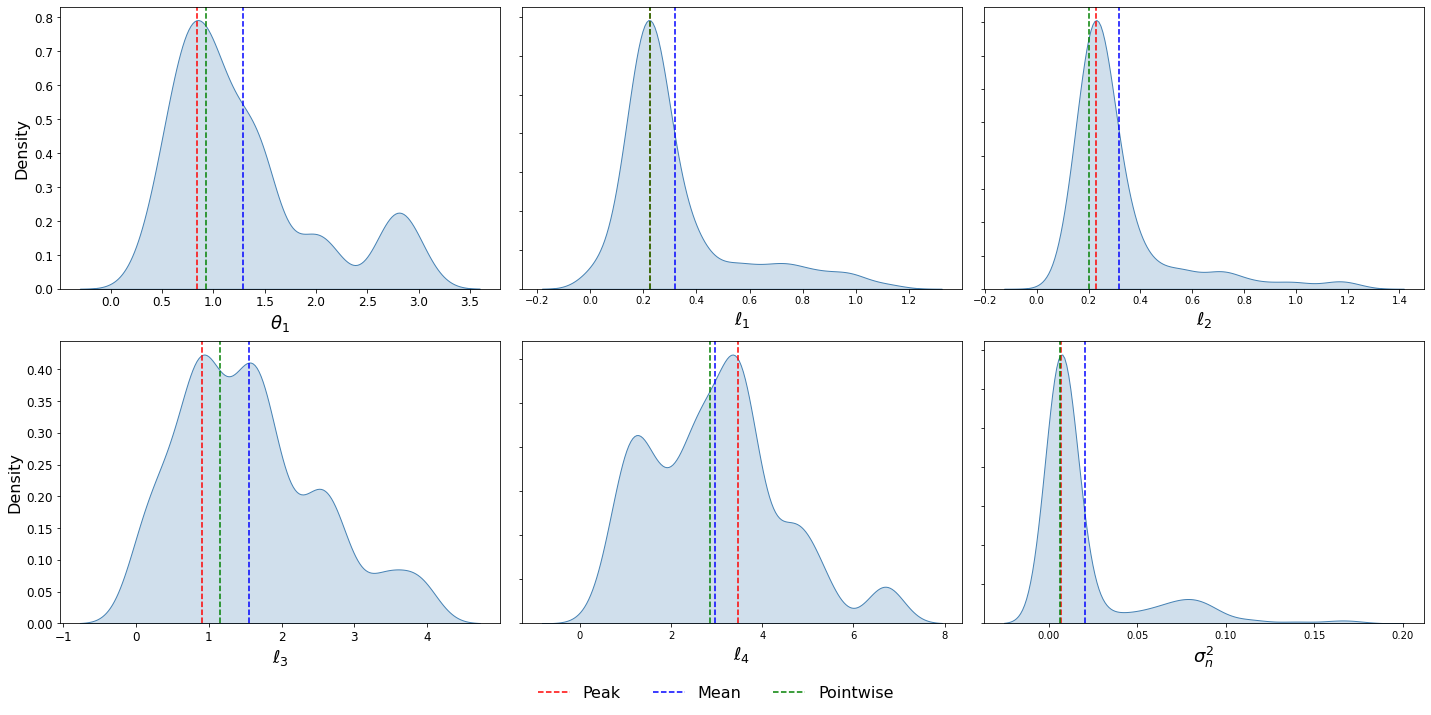 0.8
0.7
0.6
0.5
0.4
0.3
0.2
0.1
0.0
Density
0.0 0.5 1.0 1.5 2.0 2.5 3.0 3.5
θ₁
−0.2 0.0 0.2 0.4 0.6 0.8 1.0 1.2
ℓ₁
−0.2 0.0 0.2 0.4 0.6 0.8 1.0 1.2 1.4
ℓ₂
0.40
0.35
0.30
0.25
0.20
0.15
0.10
0.05
0.00
Density
−1 0 1 2 3 4
ℓ₃
0 2 4 6 8
ℓ₄
0.00 0.05 0.10 0.15 0.20
σₙ²
Peak Mean Pointwise